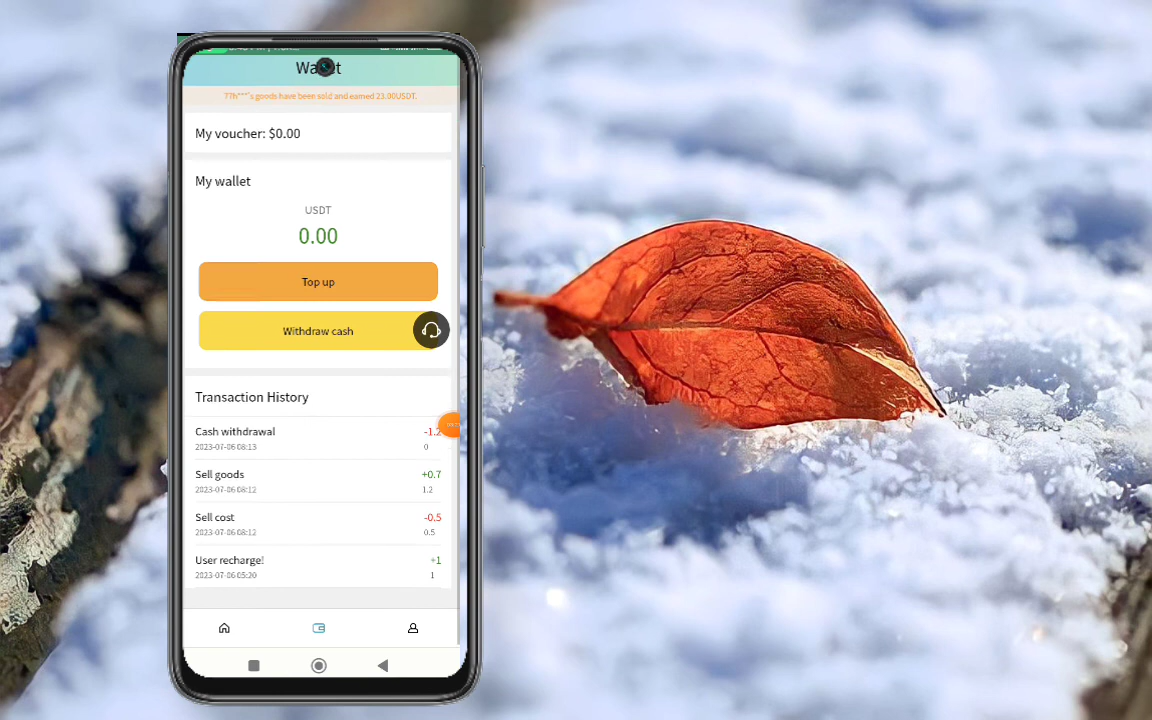 Wallet
77h***'s goods have been sold and earned 23.00USDT.
My voucher: $0.00
My wallet
USDT
0.00
Top up
Withdraw cash
Transaction History
Cash withdrawal
-1.2
2023-07-06 08:13
0
Sell goods
+0.7
2023-07-06 08:12
1.2
Sell cost
-0.5
2023-07-06 08:12
0.5
User recharge!
+1
2023-07-06 05:20
1